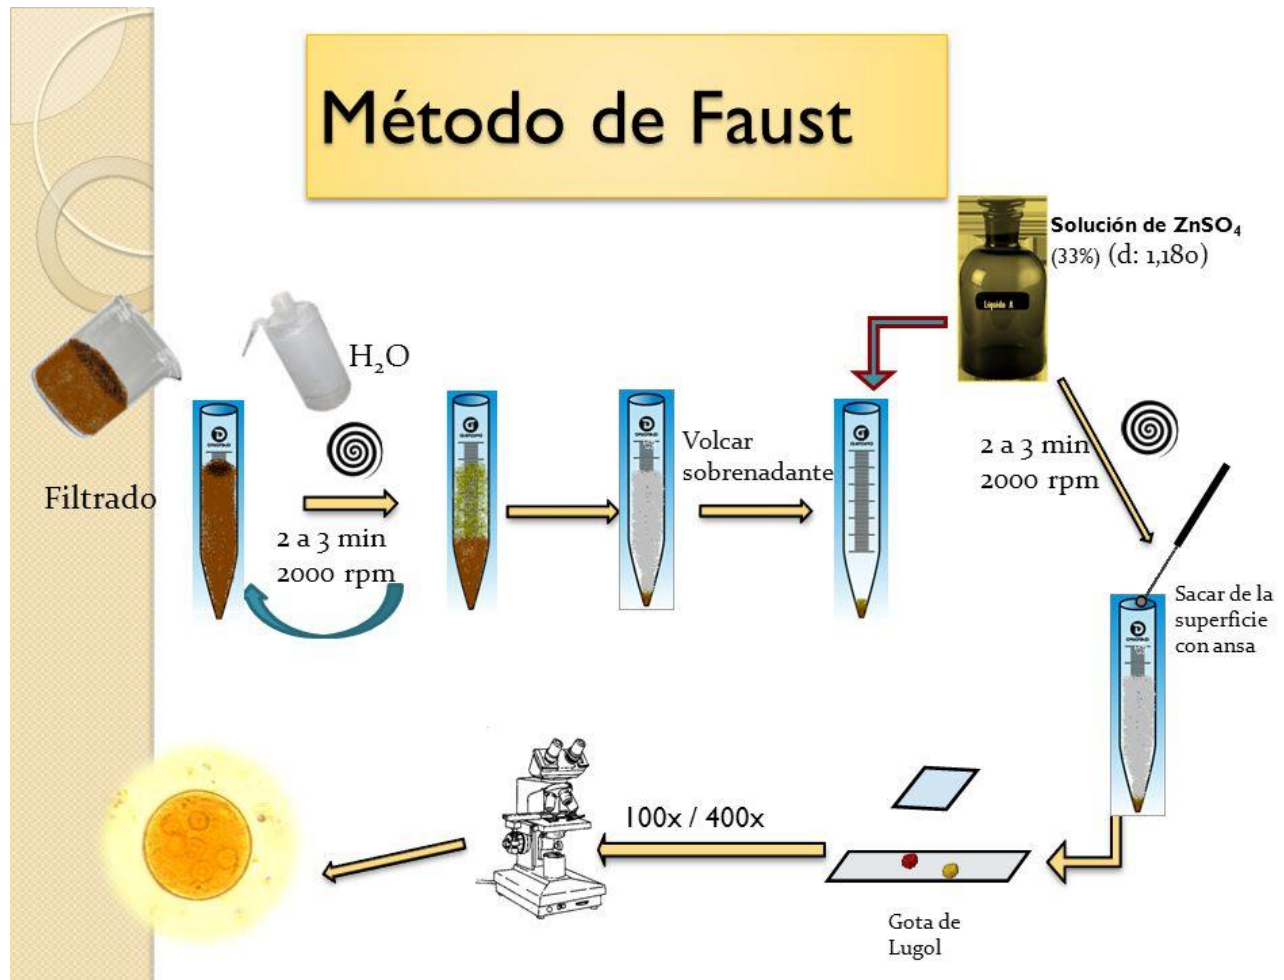 Método de Faust
Solución de ZnSO₄
(33%) (d: 1,180)
Líquido A
H₂O
Filtrado
2 a 3 min
2000 rpm
Volcar
sobrenadante
2 a 3 min
2000 rpm
Sacar de la
superficie
con ansa
100x / 400x
Gota de
Lugol